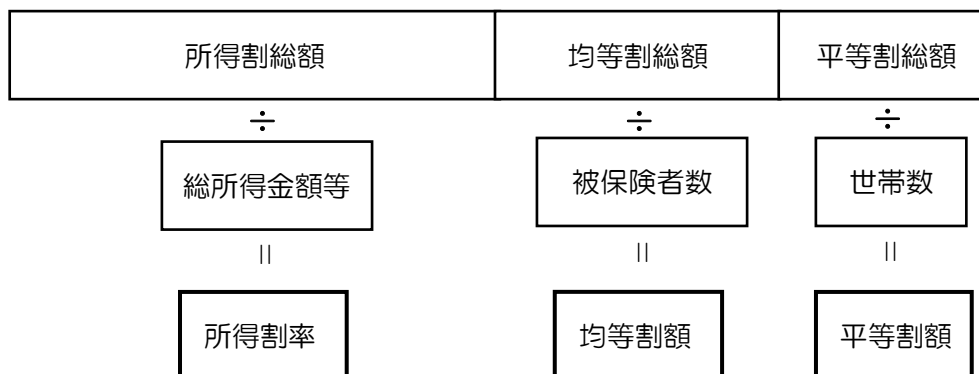 所得割総額 均等割総額 平等割総額
÷ ÷ ÷
総所得金額等 被保険者数 世帯数
＝ ＝ ＝
所得割率 均等割額 平等割額